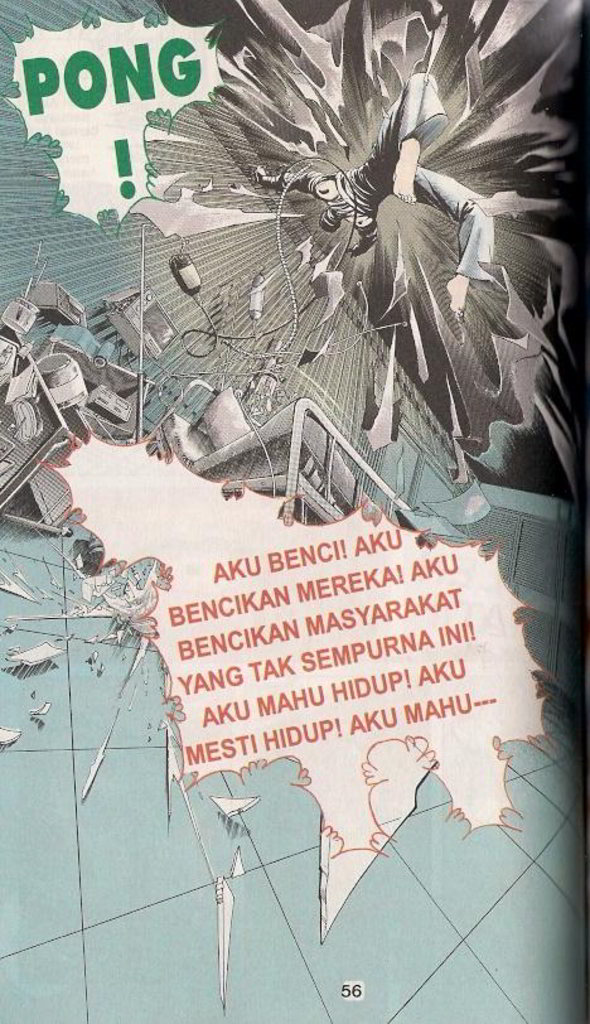 PONG
!
AKU BENCI! AKU
BENCIKAN MEREKA! AKU
BENCIKAN MASYARAKAT
YANG TAK SEMPURNA INI!
AKU MAHU HIDUP! AKU
MESTI HIDUP! AKU MAHU---
56